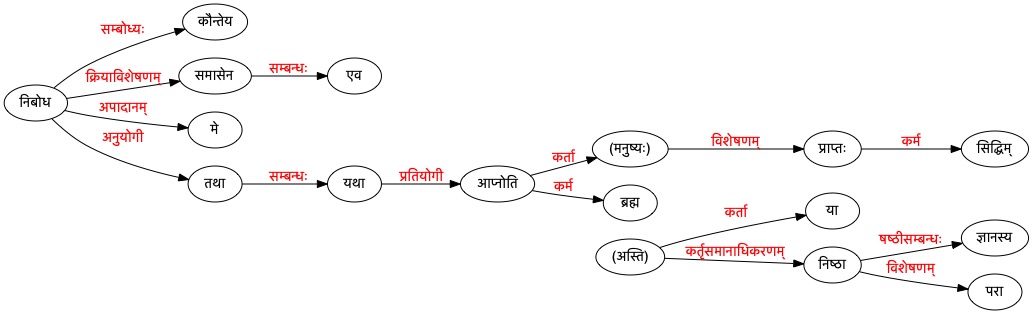 सम्बोध्यः
कौन्तेय
क्रियाविशेषणम्
समासेन
सम्बन्धः
एव
निबोध
अपादानम्
मे
अनुयोगी
तथा
सम्बन्धः
यथा
प्रतियोगी
आप्नोति
कर्ता
(मनुष्यः)
विशेषणम्
प्राप्तः
कर्म
सिद्धिम्
कर्म
ब्रह्म
(अस्ति)
कर्ता
या
कर्तृसमानाधिकरणम्
निष्ठा
षष्ठीसम्बन्धः
ज्ञानस्य
विशेषणम्
परा